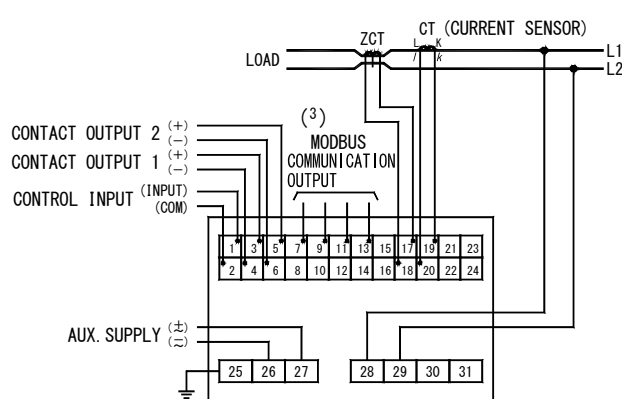 ZCT CT (CURRENT SENSOR)
L K
l k
L1
LOAD
L2
(3)
MODBUS
COMMUNICATION
OUTPUT
CONTACT OUTPUT 2 (+)
(−)
CONTACT OUTPUT 1 (+)
(−)
CONTROL INPUT (INPUT)
(COM)
1 3 5 7 9 11 13 15 17 19 21 23
2 4 6 8 10 12 14 16 18 20 22 24
AUX. SUPPLY (±)
(≂)
25 26 27 28 29 30 31